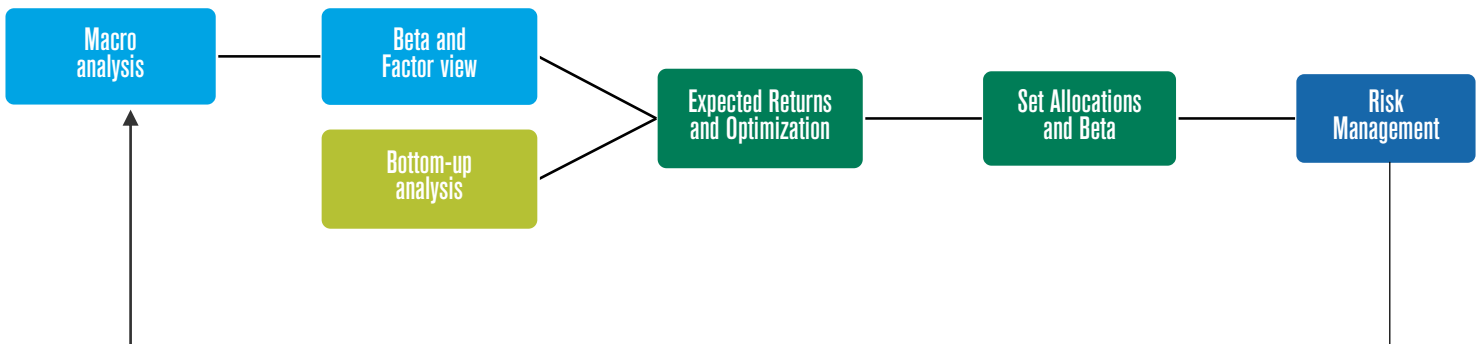 Macro
analysis
Beta and
Factor view
Bottom-up
analysis
Expected Returns
and Optimization
Set Allocations
and Beta
Risk
Management